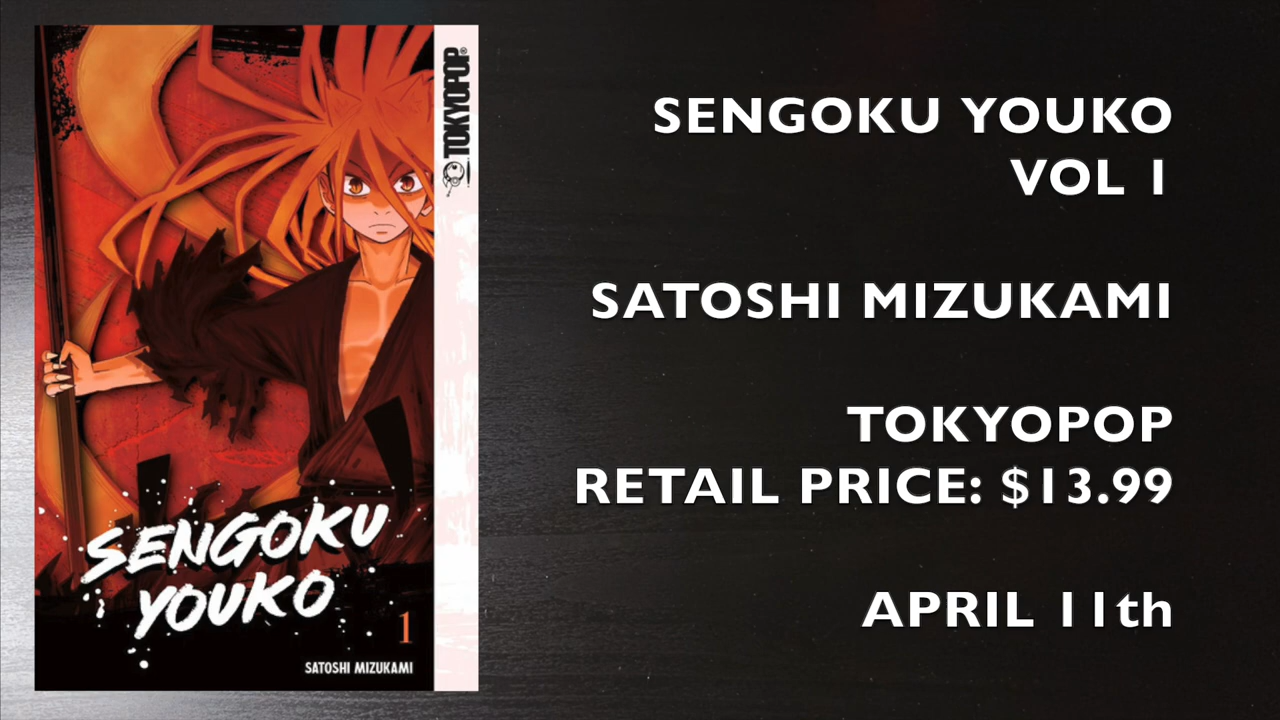 TOKYOPOP®
SENGOKU
YOUKO
1
SATOSHI MIZUKAMI
SENGOKU YOUKO
VOL 1
SATOSHI MIZUKAMI
TOKYOPOP
RETAIL PRICE: $13.99
APRIL 11th